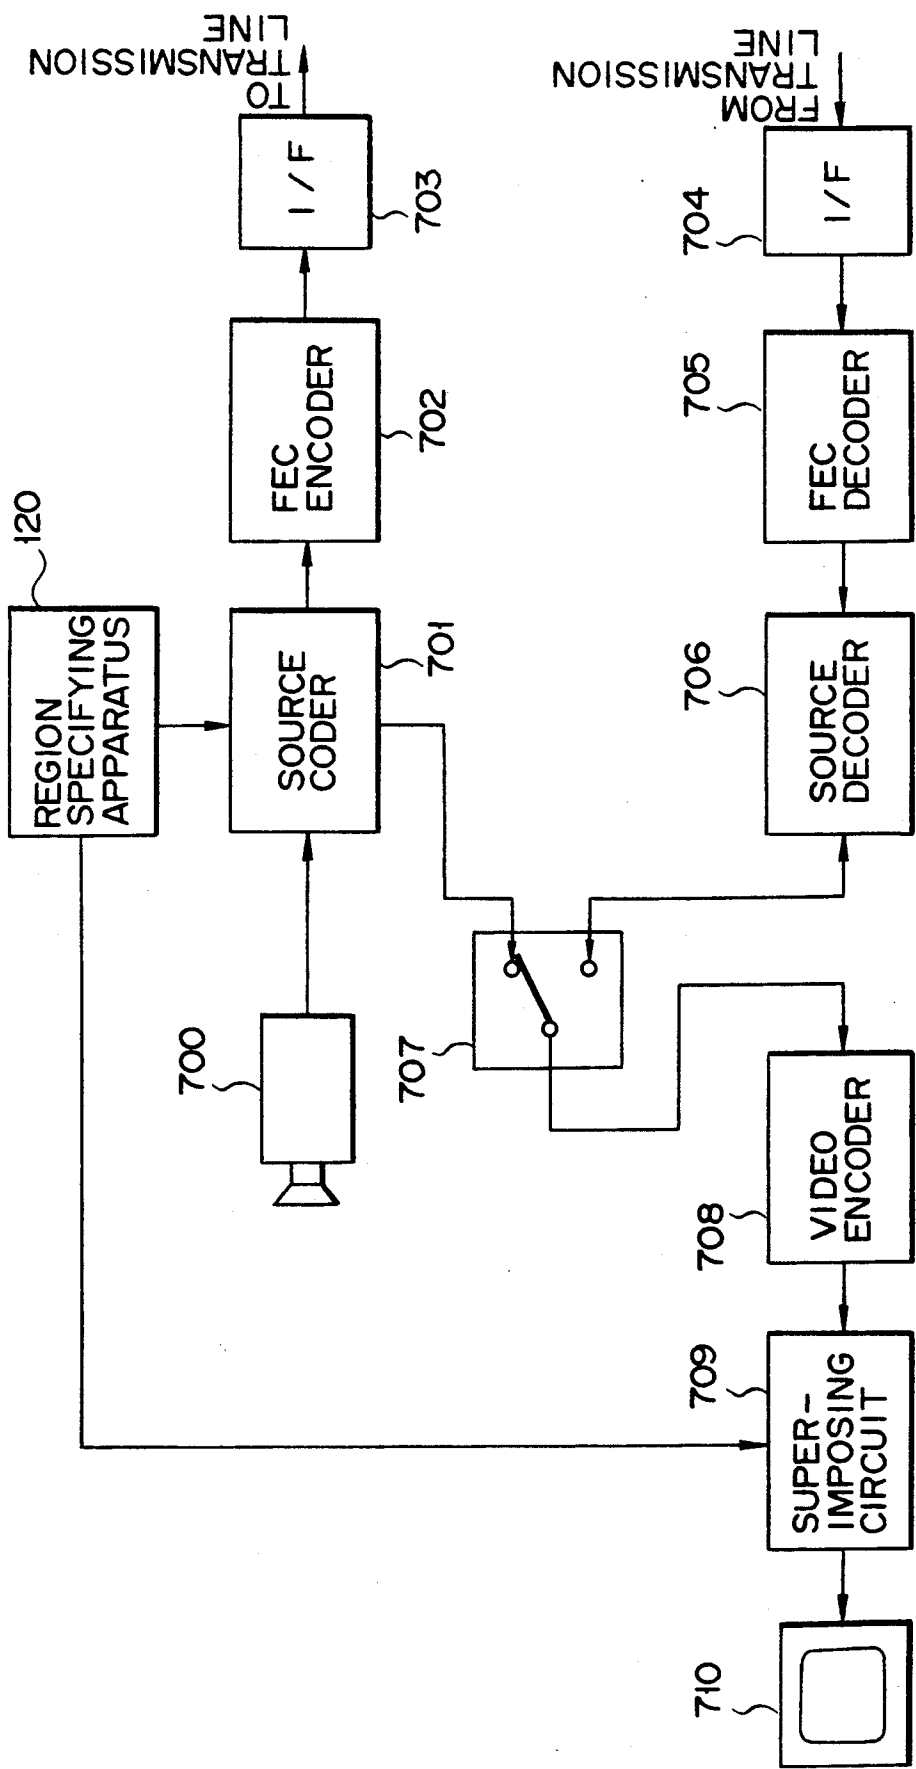 120
REGION
SPECIFYING
APPARATUS
700
SOURCE
CODER
701
FEC
ENCODER
702
I/F
703
TO
TRANSMISSION
LINE
707
710
SUPER-
IMPOSING
CIRCUIT
709
VIDEO
ENCODER
708
SOURCE
DECODER
706
FEC
DECODER
705
I/F
704
FROM
TRANSMISSION
LINE